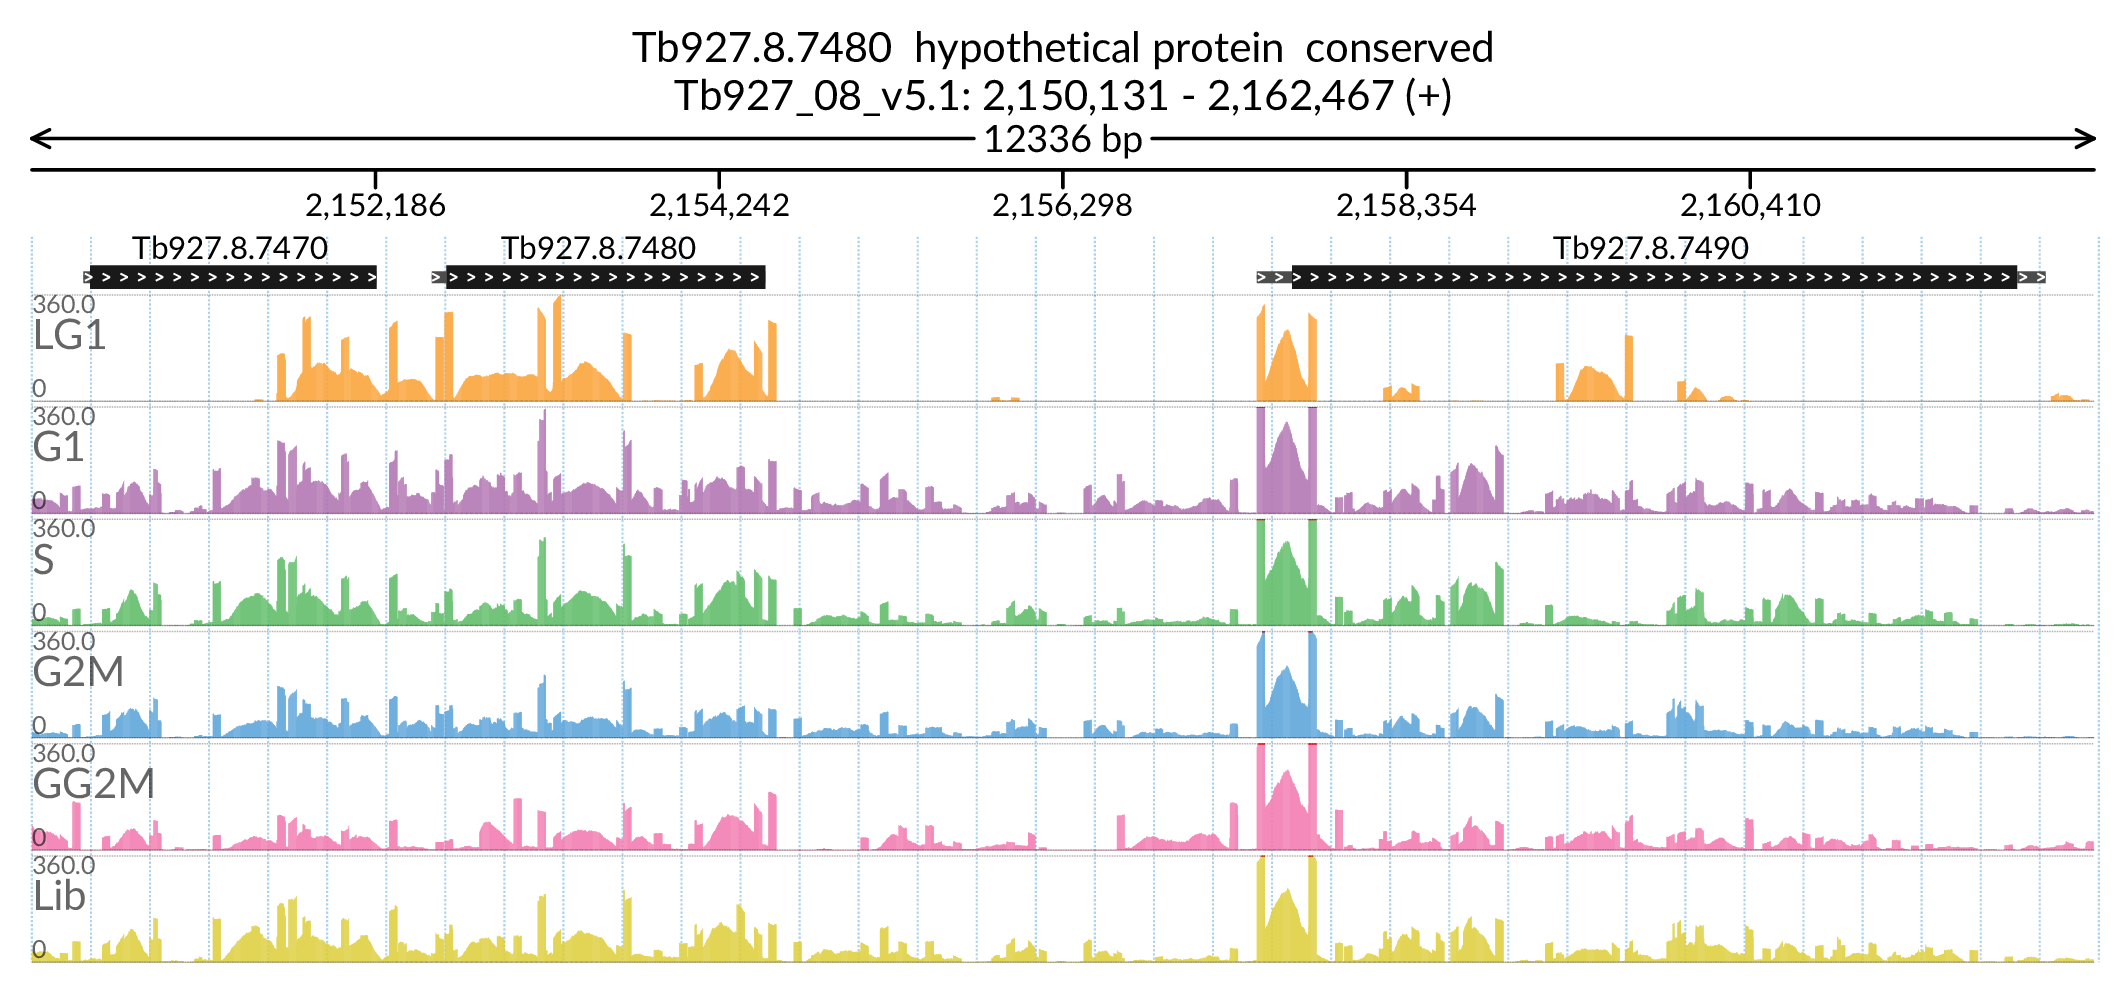 Tb927.8.7480  hypothetical protein  conserved
Tb927_08_v5.1: 2,150,131 - 2,162,467 (+)
12336 bp
2,152,186 2,154,242 2,156,298 2,158,354 2,160,410
Tb927.8.7470 Tb927.8.7480 Tb927.8.7490
360.0
LG1
0
360.0
G1
0
360.0
S
0
360.0
G2M
0
360.0
GG2M
0
360.0
Lib
0